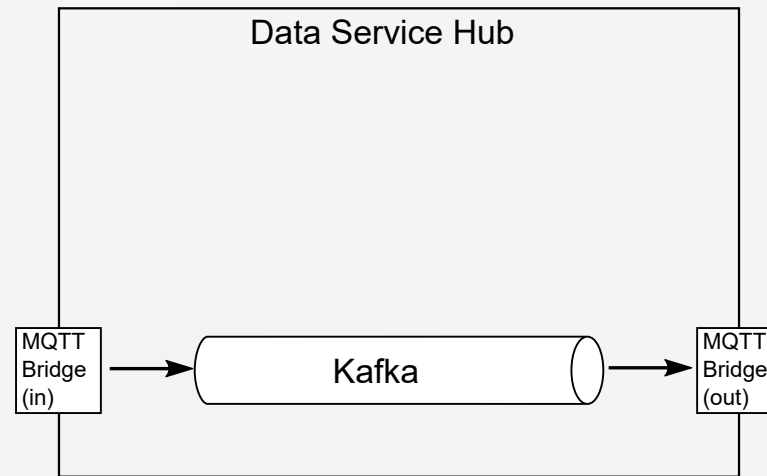 Data Service Hub
MQTT
Bridge
(in)
Kafka
MQTT
Bridge
(out)